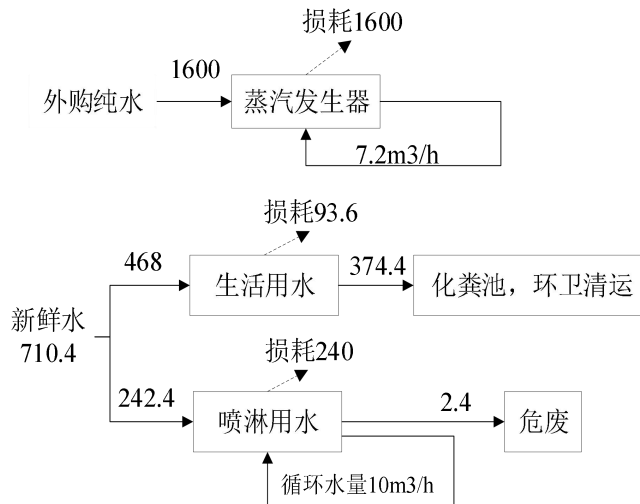 损耗1600
1600
外购纯水
蒸汽发生器
7.2m3/h
损耗93.6
468
生活用水
374.4
化粪池，环卫清运
新鲜水
710.4
损耗240
242.4
喷淋用水
2.4
危废
循环水量10m3/h